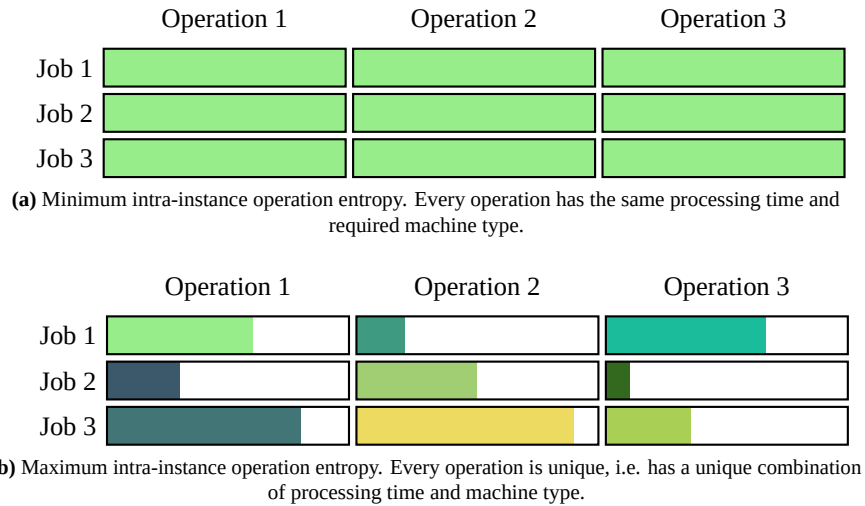 Operation 1 Operation 2 Operation 3
Job 1
Job 2
Job 3
(a) Minimum intra-instance operation entropy. Every operation has the same processing time and
required machine type.
Operation 1 Operation 2 Operation 3
Job 1
Job 2
Job 3
b) Maximum intra-instance operation entropy. Every operation is unique, i.e. has a unique combination
of processing time and machine type.